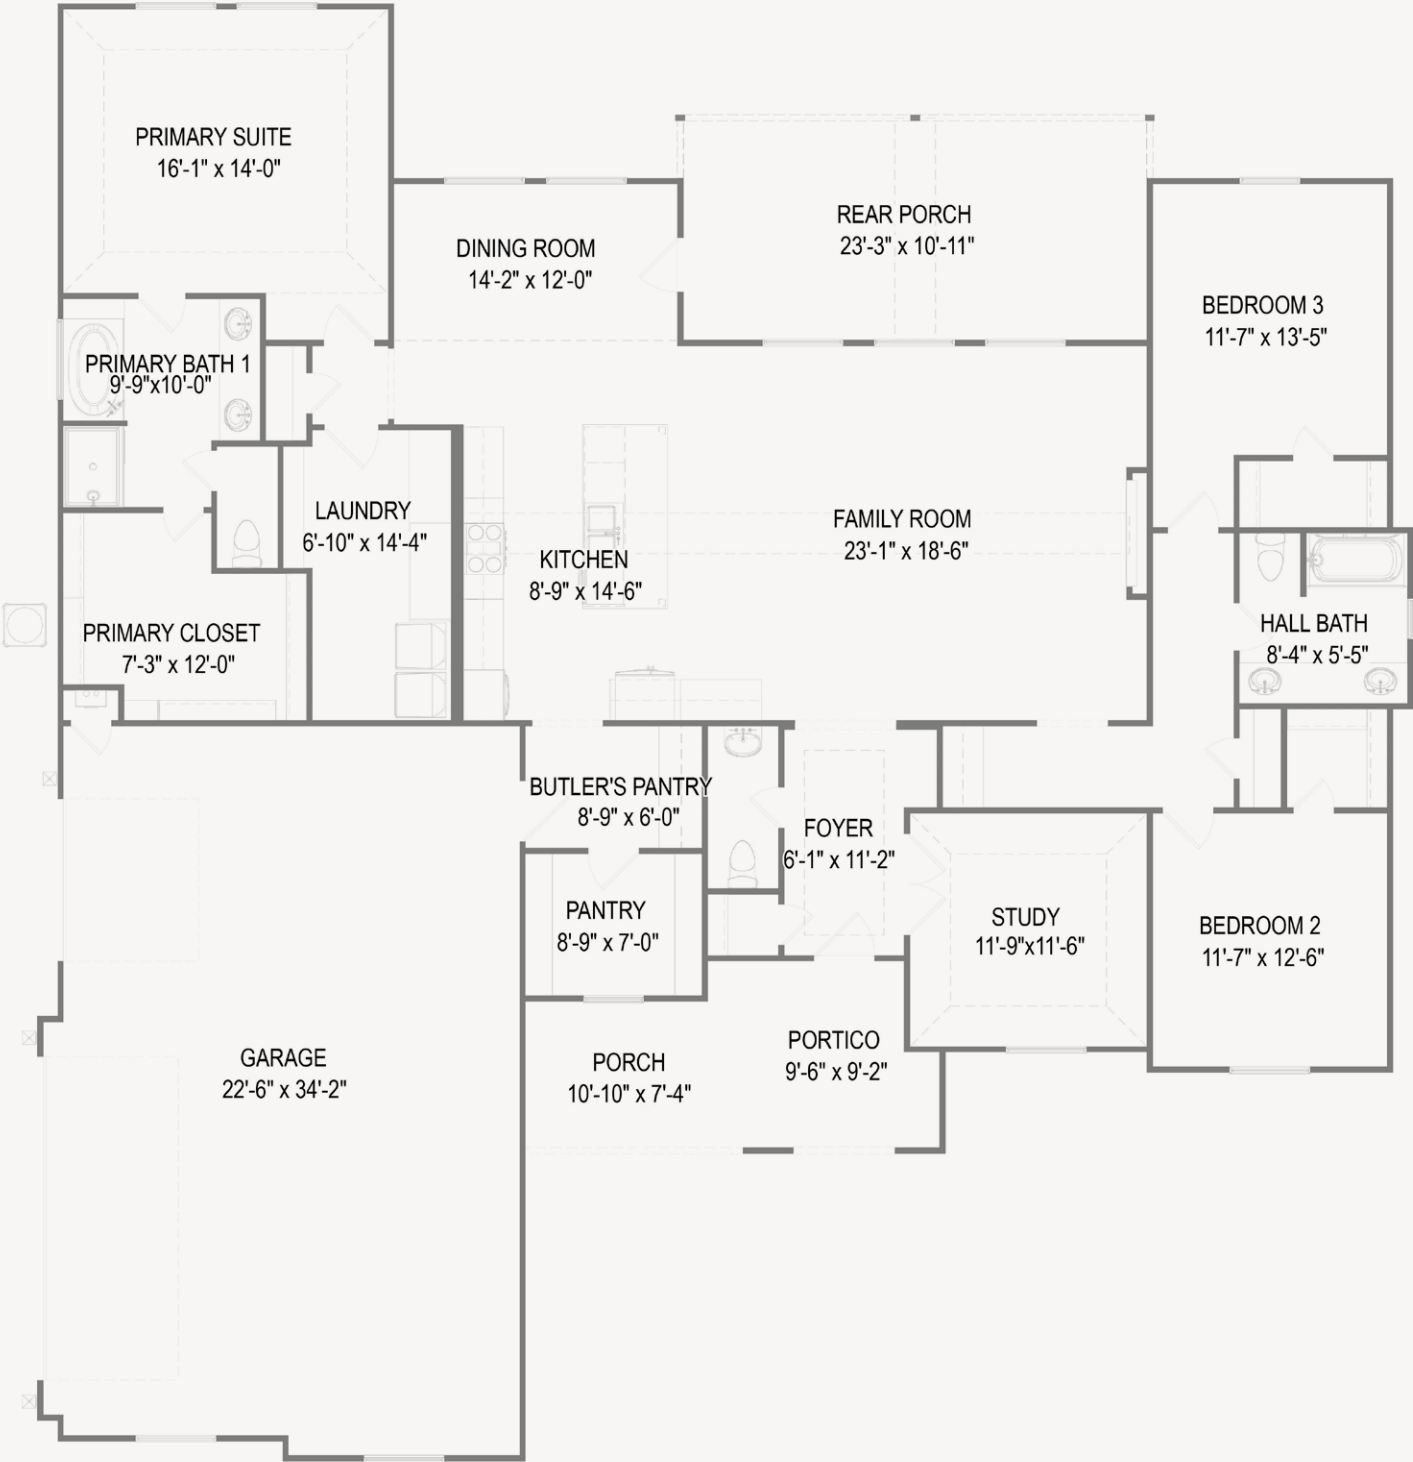 PRIMARY SUITE
16'-1" x 14'-0"
REAR PORCH
23'-3" x 10'-11"
DINING ROOM
14'-2" x 12'-0"
BEDROOM 3
11'-7" x 13'-5"
PRIMARY BATH 1
9'-9"x10'-0"
LAUNDRY
6'-10" x 14'-4"
FAMILY ROOM
23'-1" x 18'-6"
KITCHEN
8'-9" x 14'-6"
PRIMARY CLOSET
7'-3" x 12'-0"
HALL BATH
8'-4" x 5'-5"
BUTLER'S PANTRY
8'-9" x 6'-0"
FOYER
6'-1" x 11'-2"
PANTRY
8'-9" x 7'-0"
STUDY
11'-9"x11'-6"
BEDROOM 2
11'-7" x 12'-6"
GARAGE
22'-6" x 34'-2"
PORCH
10'-10" x 7'-4"
PORTICO
9'-6" x 9'-2"